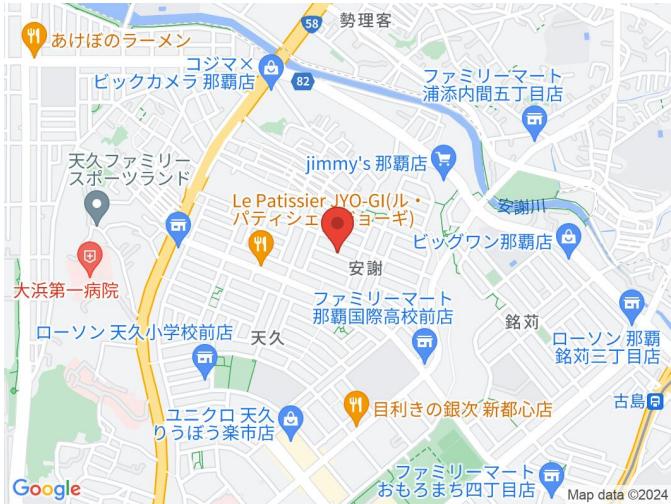 勢理客
58
あけぼのラーメン
コジマ×
ビックカメラ 那覇店
82
ファミリーマート
浦添内間五丁目店
天久ファミリー
スポーツランド
jimmy's 那覇店
Le Patissier JYO-GI(ル・
パティシエ ジョーギ)
安謝川
ビッグワン那覇店
安謝
大浜第一病院
ファミリーマート
那覇国際高校前店
銘苅
ローソン 天久小学校前店
天久
ローソン 那覇
銘苅三丁目店
古島
目利きの銀次 新都心店
ユニクロ 天久
りうぼう楽市店
ファミリーマート
おもろまち四丁目店
Google
Map data ©2024